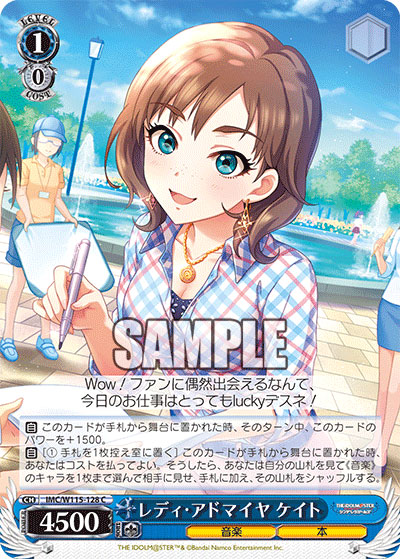 LEVEL
1
0
COST
SAMPLE
Wow！ファンに偶然出会えるなんて、
今日のお仕事はとってもluckyデスネ！
自 このカードが手札から舞台に置かれた時、そのターン中、このカードの
パワーを＋1500。
自 [① 手札を1枚控え室に置く] このカードが手札から舞台に置かれた時、
あなたはコストを払ってよい。そうしたら、あなたは自分の山札を見て《音楽》
のキャラを1枚まで選んで相手に見せ、手札に加え、その山札をシャッフルする。
CH IMC/W115-128 C
4500
レディ・アドマイヤ ケイト
THE IDOLM@STER
シンデレラガールズ
音楽
本
THE IDOLM@STER™ & ©Bandai Namco Entertainment Inc.